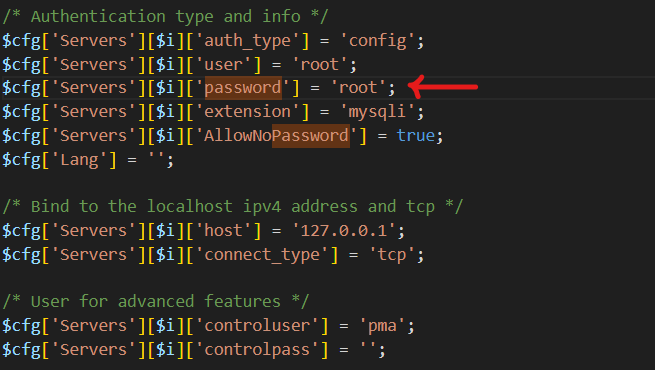 /* Authentication type and info */
$cfg['Servers'][$i]['auth_type'] = 'config';
$cfg['Servers'][$i]['user'] = 'root';
$cfg['Servers'][$i]['password'] = 'root';
$cfg['Servers'][$i]['extension'] = 'mysqli';
$cfg['Servers'][$i]['AllowNoPassword'] = true;
$cfg['Lang'] = '';
/* Bind to the localhost ipv4 address and tcp */
$cfg['Servers'][$i]['host'] = '127.0.0.1';
$cfg['Servers'][$i]['connect_type'] = 'tcp';
/* User for advanced features */
$cfg['Servers'][$i]['controluser'] = 'pma';
$cfg['Servers'][$i]['controlpass'] = '';